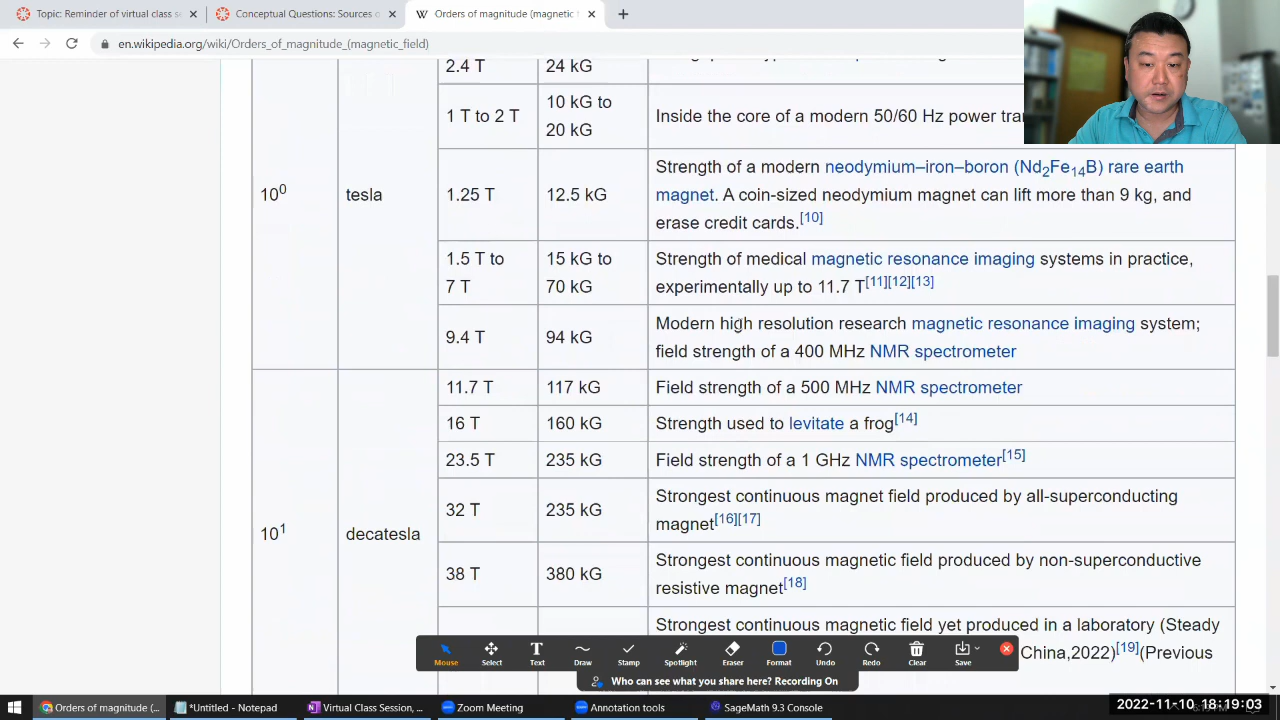 Topic: Reminder of virtual class se
Conceptual Questions: Sources o
Orders of magnitude (magnetic f
en.wikipedia.org/wiki/Orders_of_magnitude_(magnetic_field)
2.4 T
24 kG
1 T to 2 T
10 kG to
20 kG
Inside the core of a modern 50/60 Hz power tra
10⁰
tesla
1.25 T
12.5 kG
Strength of a modern neodymium–iron–boron (Nd₂Fe₁₄B) rare earth
magnet. A coin-sized neodymium magnet can lift more than 9 kg, and
erase credit cards.[10]
1.5 T to
7 T
15 kG to
70 kG
Strength of medical magnetic resonance imaging systems in practice,
experimentally up to 11.7 T[11][12][13]
9.4 T
94 kG
Modern high resolution research magnetic resonance imaging system;
field strength of a 400 MHz NMR spectrometer
10¹
decatesla
11.7 T
117 kG
Field strength of a 500 MHz NMR spectrometer
16 T
160 kG
Strength used to levitate a frog[14]
23.5 T
235 kG
Field strength of a 1 GHz NMR spectrometer[15]
32 T
235 kG
Strongest continuous magnet field produced by all-superconducting
magnet[16][17]
38 T
380 kG
Strongest continuous magnetic field produced by non-superconductive
resistive magnet[18]
Strongest continuous magnetic field yet produced in a laboratory (Steady
China,2022)[19](Previous
Mouse
Select
Text
Draw
Stamp
Spotlight
Eraser
Format
Undo
Redo
Clear
Save
Who can see what you share here? Recording On
Orders of magnitude (...
*Untitled - Notepad
Virtual Class Session, ...
Zoom Meeting
Annotation tools
SageMath 9.3 Console
2022-11-10 18:19:03